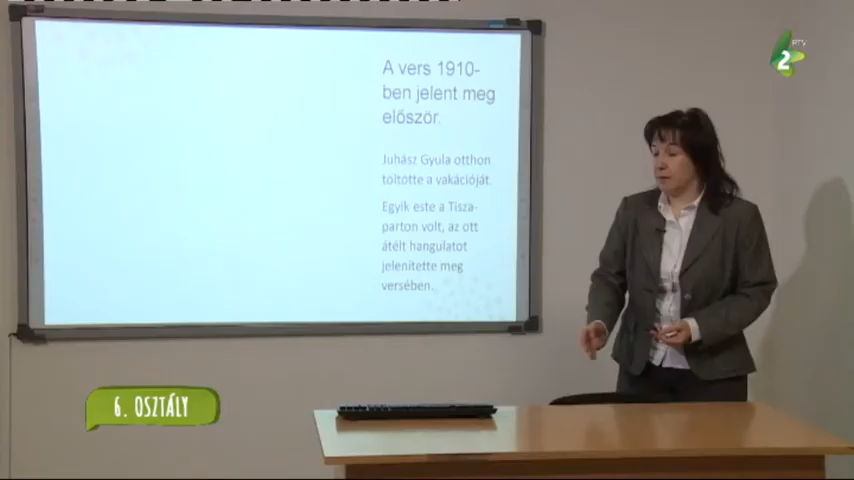 A vers 1910-
ben jelent meg
először.
Juhász Gyula otthon
töltötte a vakációját.
Egyik este a Tisza-
parton volt, az ott
átélt hangulatot
jelenítette meg
versében.
RTV
2
6. OSZTÁLY